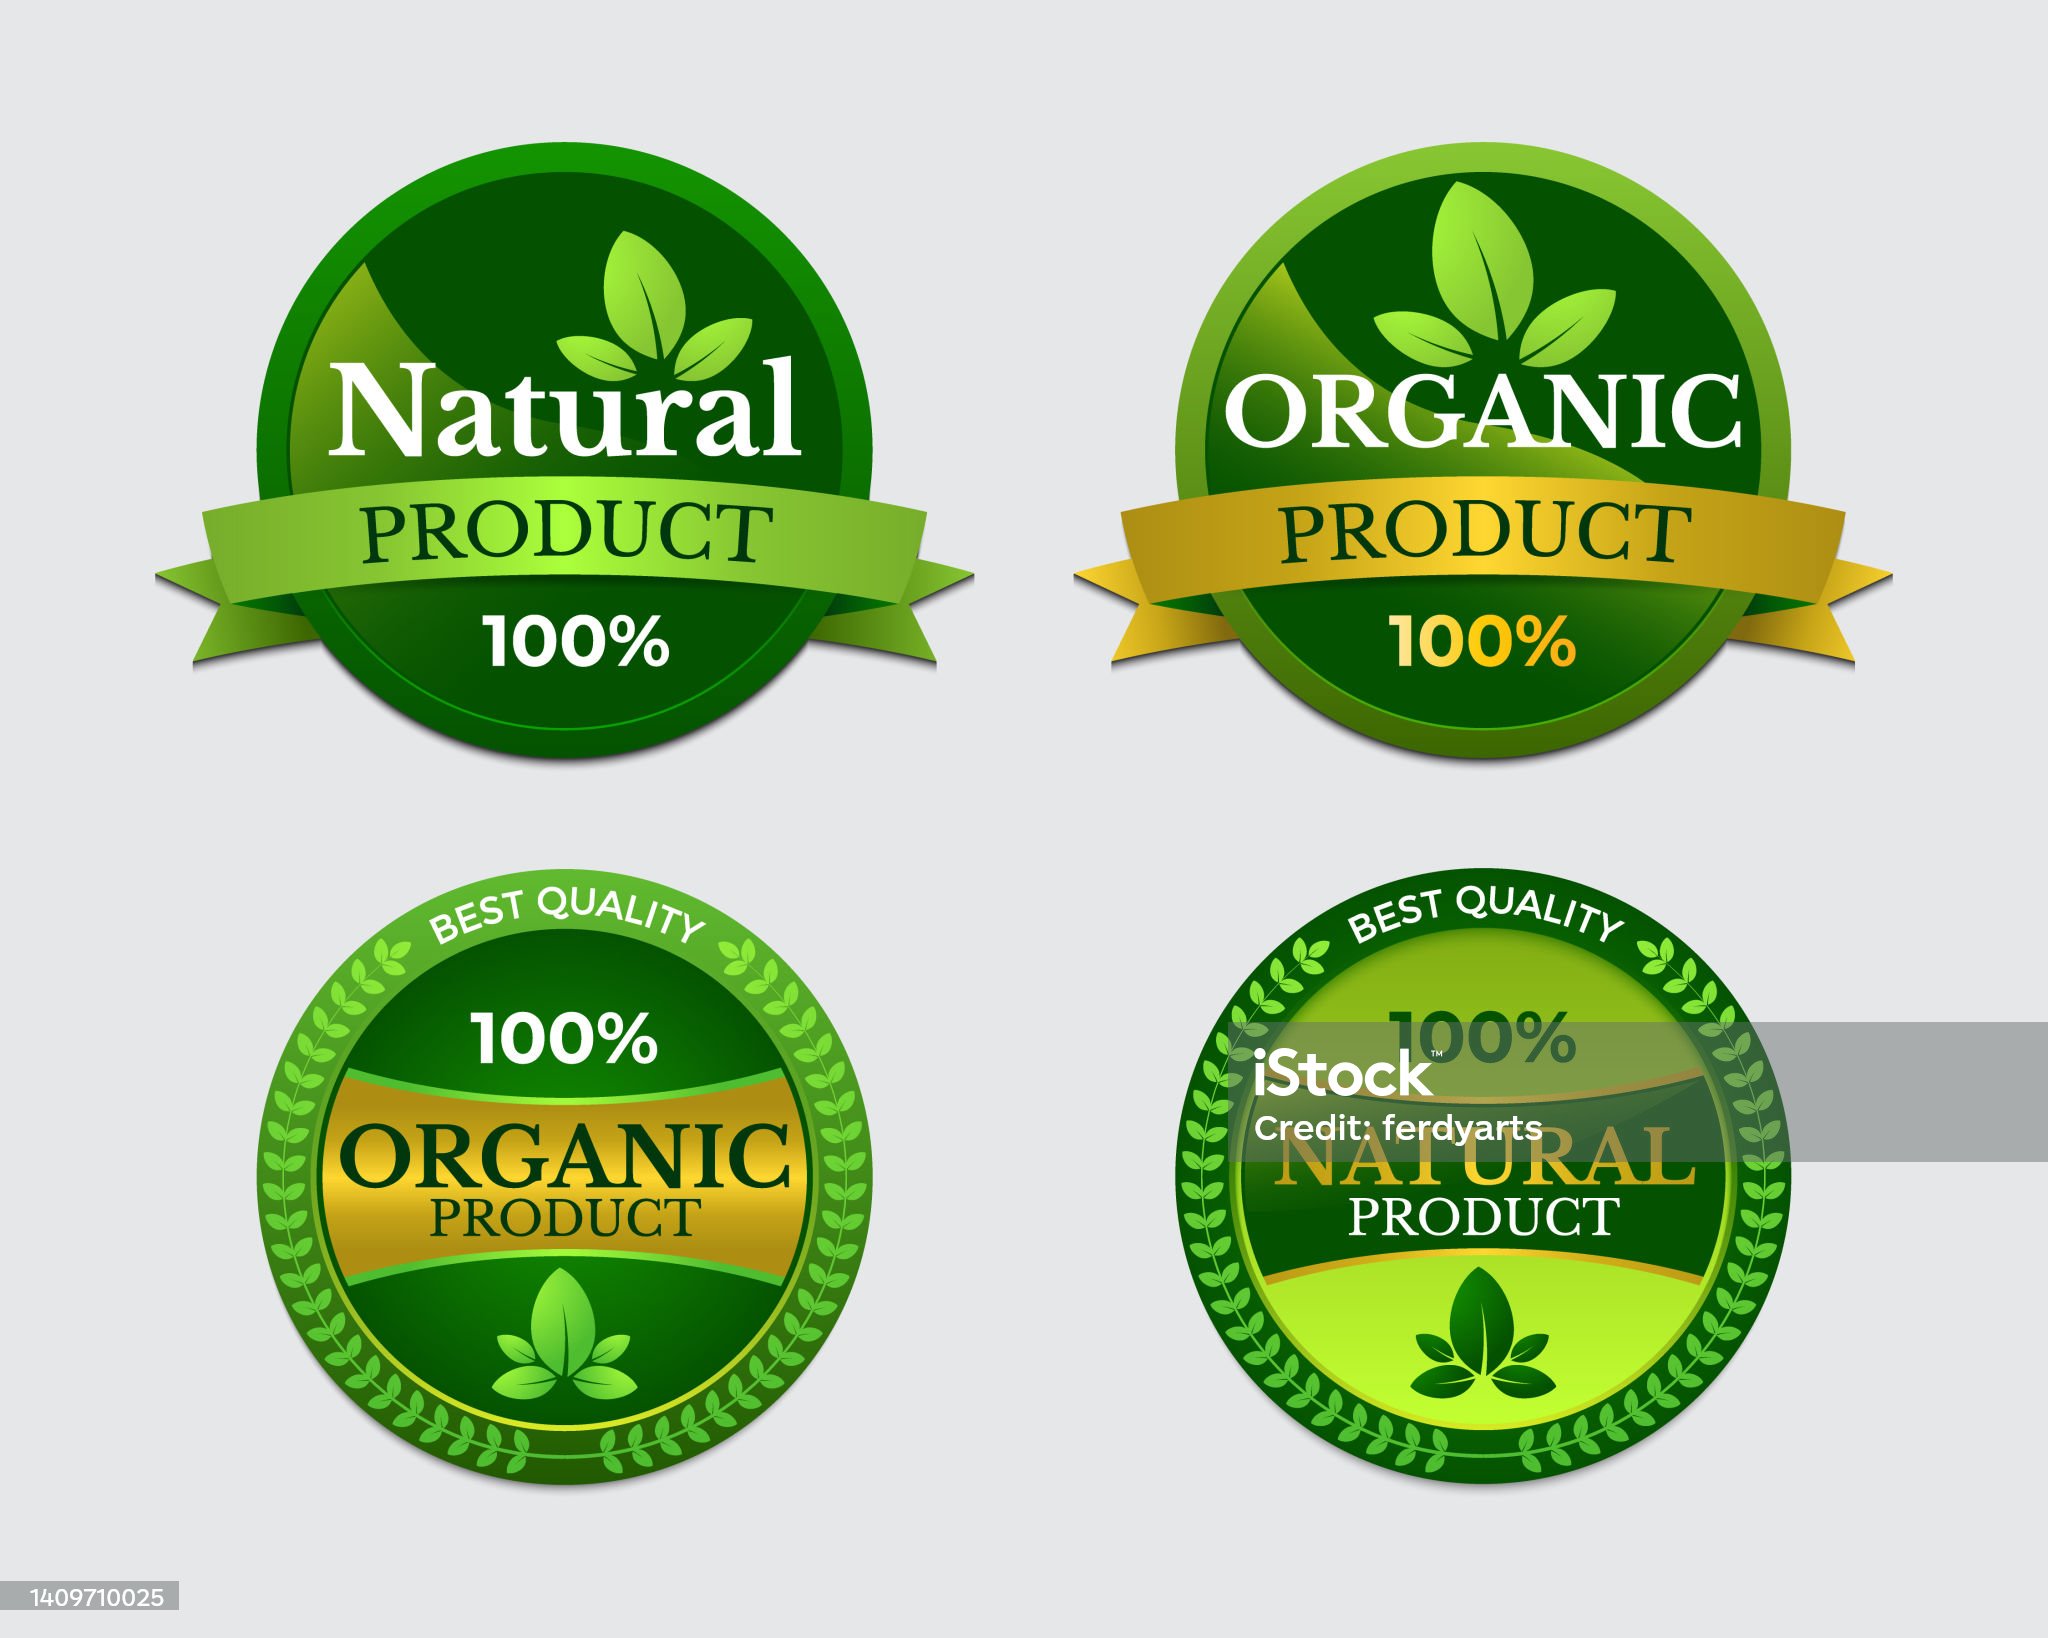 Natural
PRODUCT
100%
ORGANIC
PRODUCT
100%
BEST QUALITY
100%
ORGANIC
PRODUCT
BEST QUALITY
100%
iStock™
Credit: ferdyarts
NATURAL
PRODUCT
1409710025